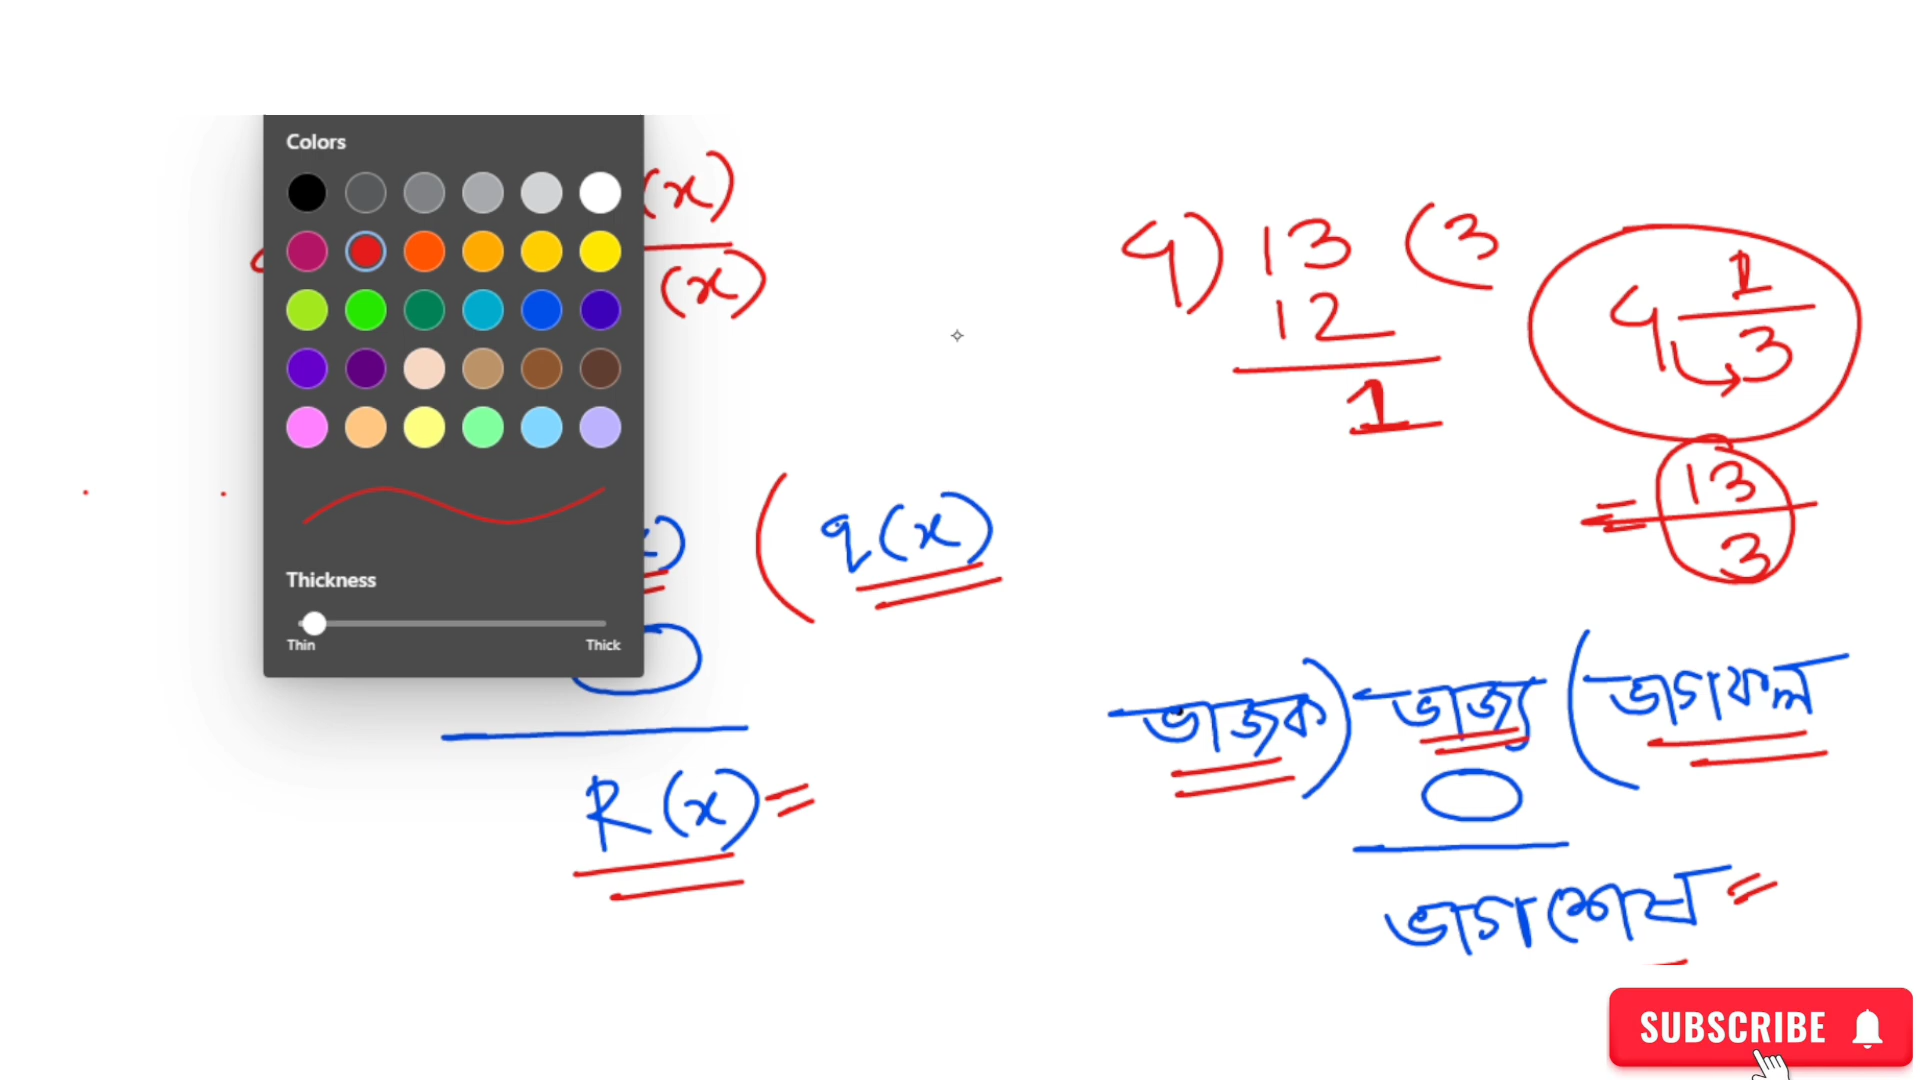 Colors
(x)
(x)
4) 13 (3
12
1
4 1/3
= 13/3
) ( q(x)
Thickness
Thin Thick
R(x) =
ভাজক) ভাজ্য (ভাগফল
ভাগশেষ =
SUBSCRIBE